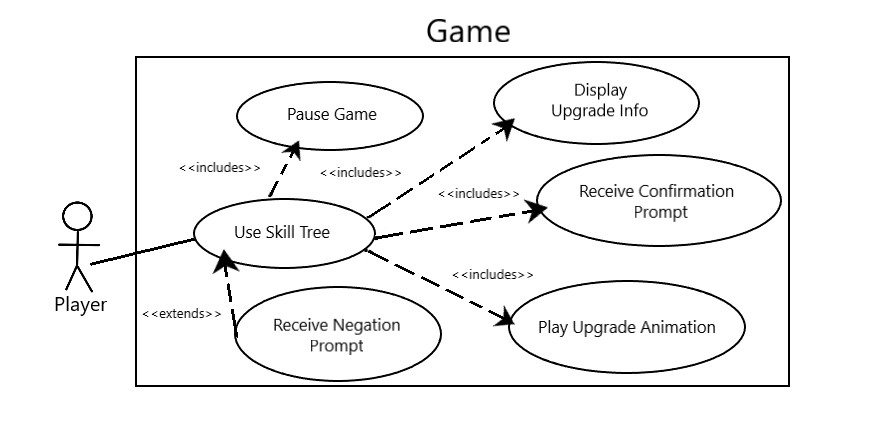 Game
Pause Game
Display
Upgrade Info
<<includes>>
<<includes>>
<<includes>>
Receive Confirmation
Prompt
Use Skill Tree
<<includes>>
Player
<<extends>>
Receive Negation
Prompt
Play Upgrade Animation